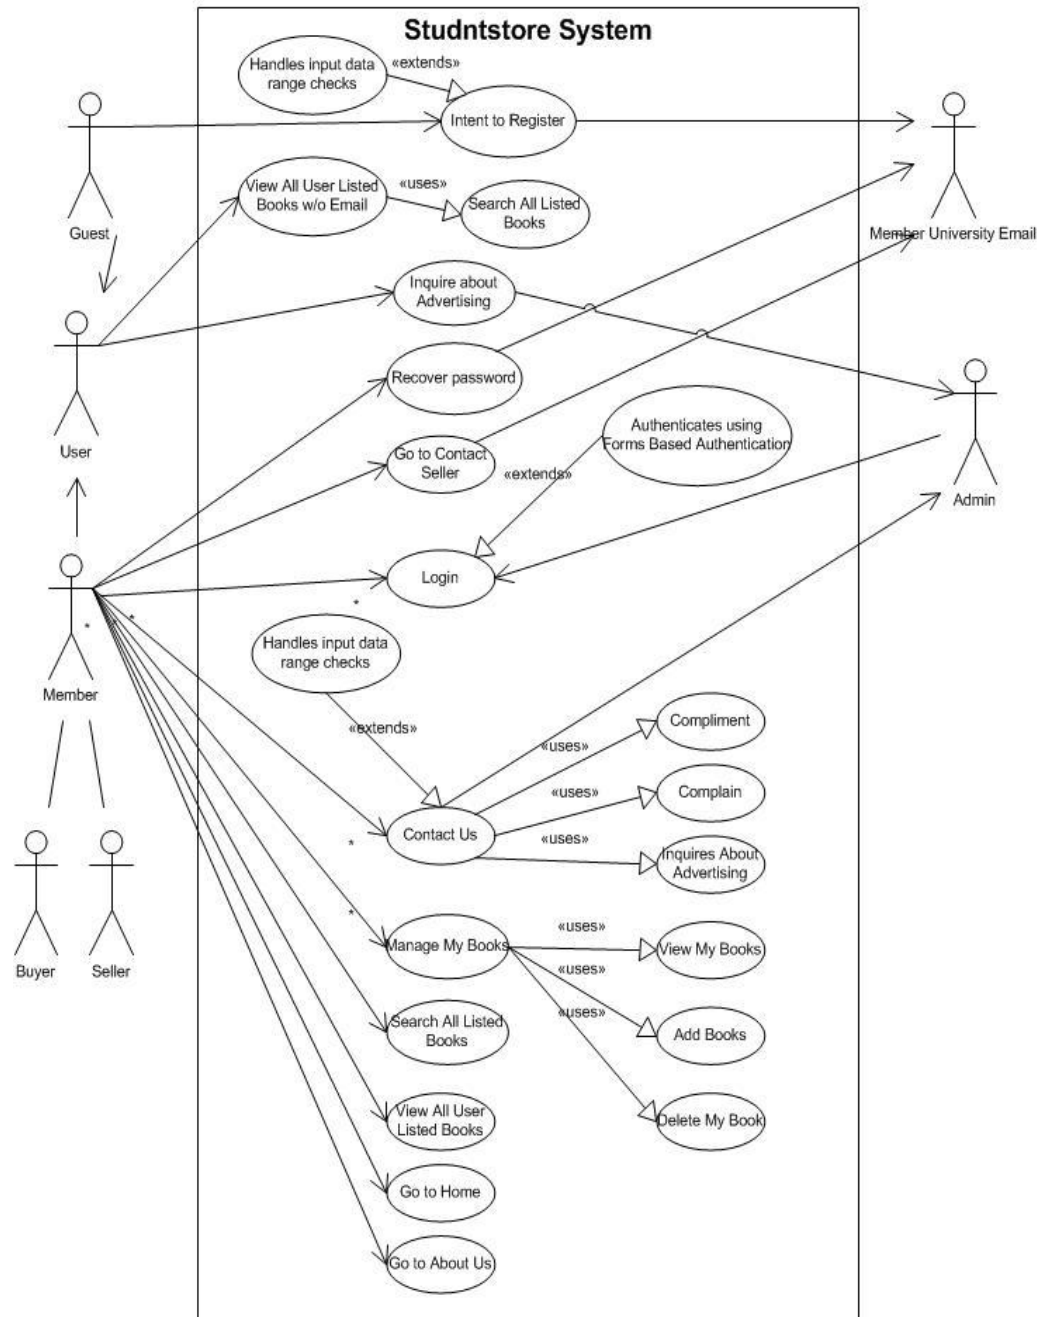 Studntstore System
Handles input data
range checks
«extends»
Intent to Register
Guest
Member University Email
View All User Listed
Books w/o Email
«uses»
Search All Listed
Books
Inquire about
Advertising
User
Recover password
Admin
Authenticates using
Forms Based Authentication
Go to Contact
Seller
«extends»
Login
*
*
*
*
Handles input data
range checks
Member
«extends»
Compliment
«uses»
Complain
«uses»
Contact Us
*
«uses»
Inquires About
Advertising
Buyer
Seller
*
Manage My Books
«uses»
View My Books
«uses»
Add Books
«uses»
Delete My Book
Search All Listed
Books
View All User
Listed Books
Go to Home
Go to About Us